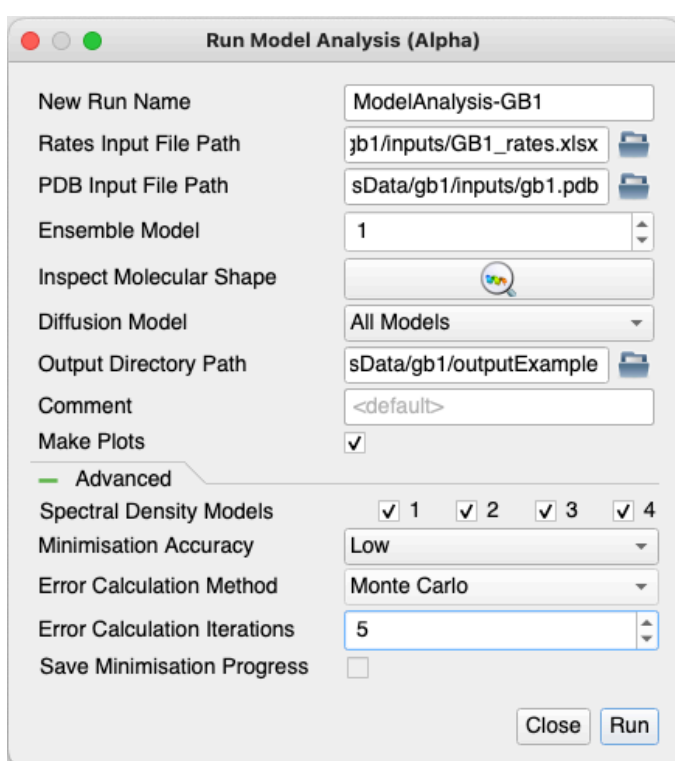 Run Model Analysis (Alpha)
New Run Name ModelAnalysis-GB1
Rates Input File Path gb1/inputs/GB1_rates.xlsx
PDB Input File Path sData/gb1/inputs/gb1.pdb
Ensemble Model 1
Inspect Molecular Shape
Diffusion Model All Models
Output Directory Path sData/gb1/outputExample
Comment <default>
Make Plots
Advanced
Spectral Density Models 1 2 3 4
Minimisation Accuracy Low
Error Calculation Method Monte Carlo
Error Calculation Iterations 5
Save Minimisation Progress
Close Run